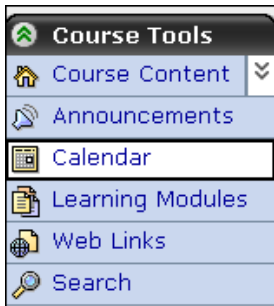 Course Tools
Course Content
Announcements
Calendar
Learning Modules
Web Links
Search